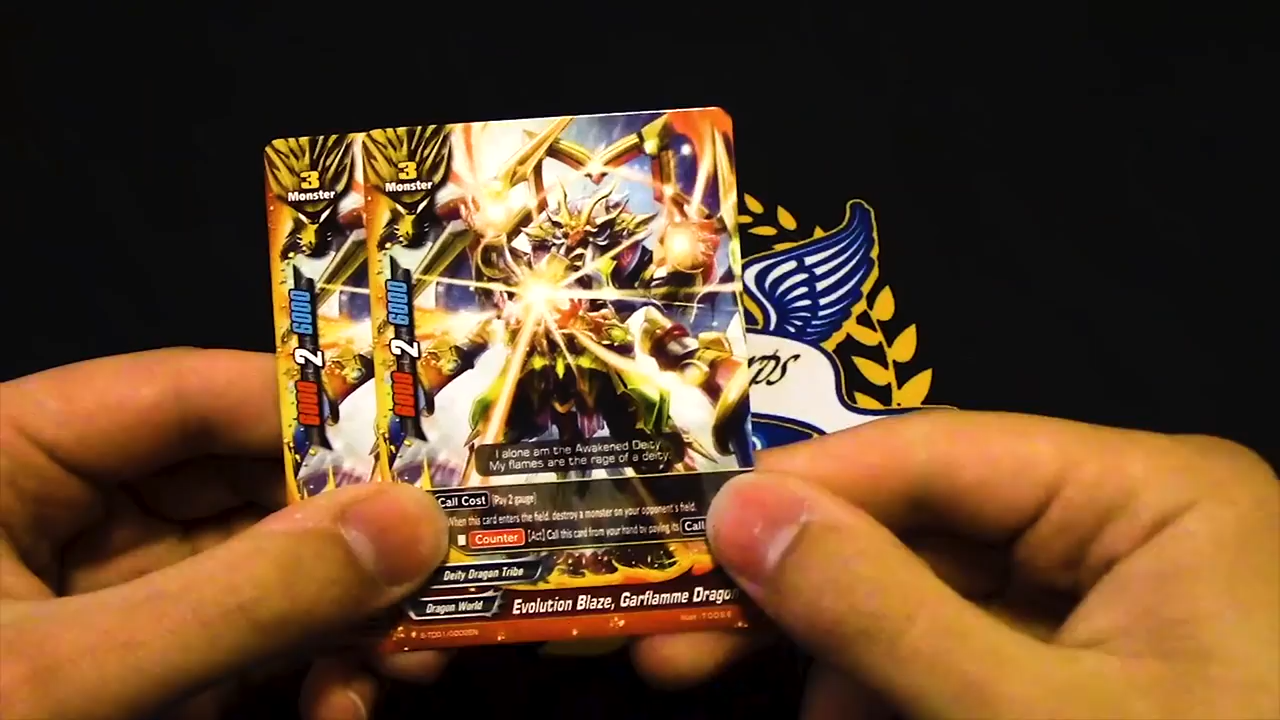 3
Monster
6000
2
6000
3
Monster
6000
2
6000
I alone am the Awakened Deity.
My flames are the rage of a deity.
Call Cost [Pay 2 gauge]
When this card enters the field, destroy a monster on your opponent's field.
Counter [Act] Call this card from your hand by paying its Call
Deity Dragon Tribe
Dragon World
Evolution Blaze, Garflamme Dragon